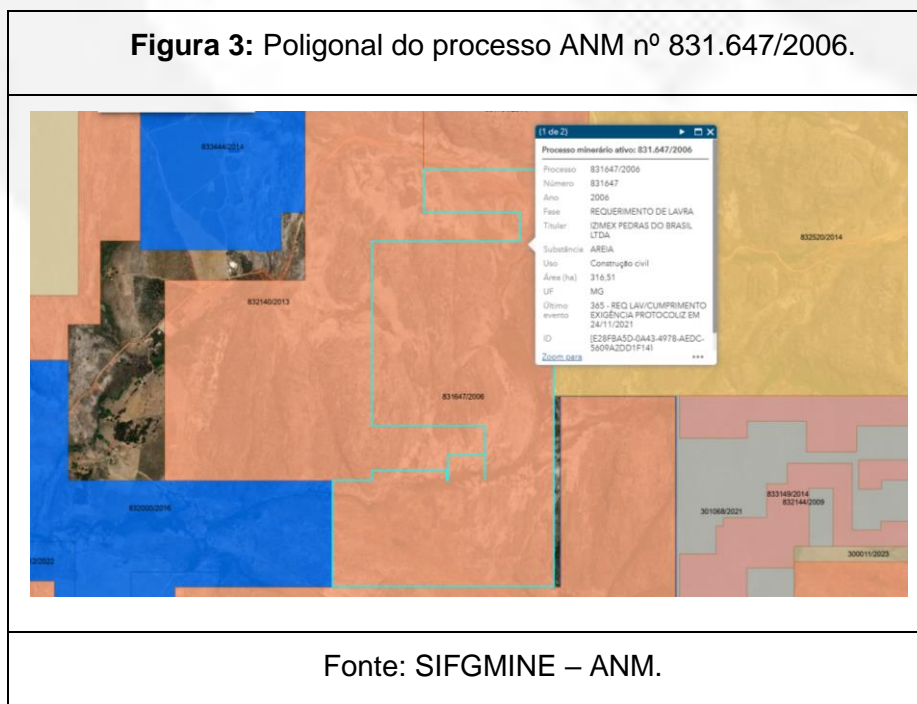 Figura 3: Poligonal do processo ANM nº 831.647/2006.
833444/2014
(1 de 2)
Processo minerário ativo: 831.647/2006
Processo 831647/2006
Número 831647
Ano 2006
Fase REQUERIMENTO DE LAVRA
Titular IZIMEX PEDRAS DO BRASIL
LTDA
Substância AREIA
Uso Construção civil
Área (ha) 316,51
UF MG
Último evento 365 - REQ LAV/CUMPRIMENTO
EXIGÊNCIA PROTOCOLIZ EM
24/11/2021
ID {E28FBA5D-0A43-4978-AEDC-
5609A2DD1F14}
Zoom para
832520/2014
832140/2013
831647/2006
833149/2014
832144/2009
301068/2021
832000/2016
300011/2023
Fonte: SIFGMINE – ANM.